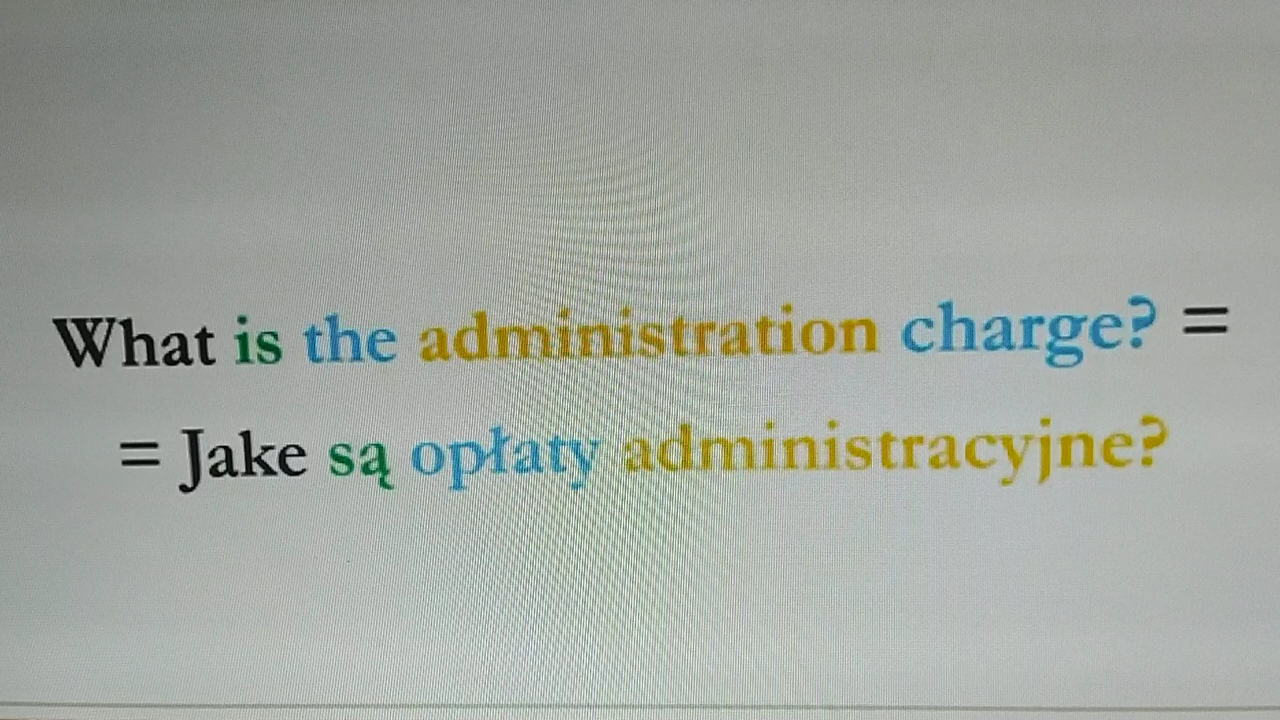 What is the administration charge? =
= Jake są opłaty administracyjne?